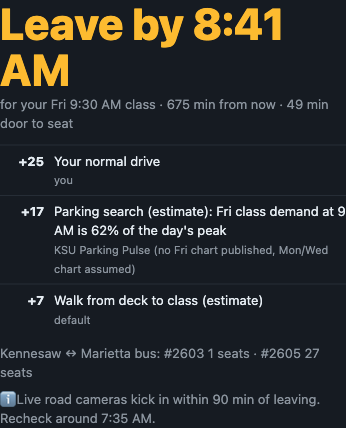 Leave by 8:41
AM
for your Fri 9:30 AM class · 675 min from now · 49 min
door to seat
+25 Your normal drive
you
+17 Parking search (estimate): Fri class demand at 9
AM is 62% of the day's peak
KSU Parking Pulse (no Fri chart published, Mon/Wed
chart assumed)
+7 Walk from deck to class (estimate)
default
Kennesaw ↔ Marietta bus: #2603 1 seats · #2605 27
seats
ℹ️Live road cameras kick in within 90 min of leaving.
Recheck around 7:35 AM.